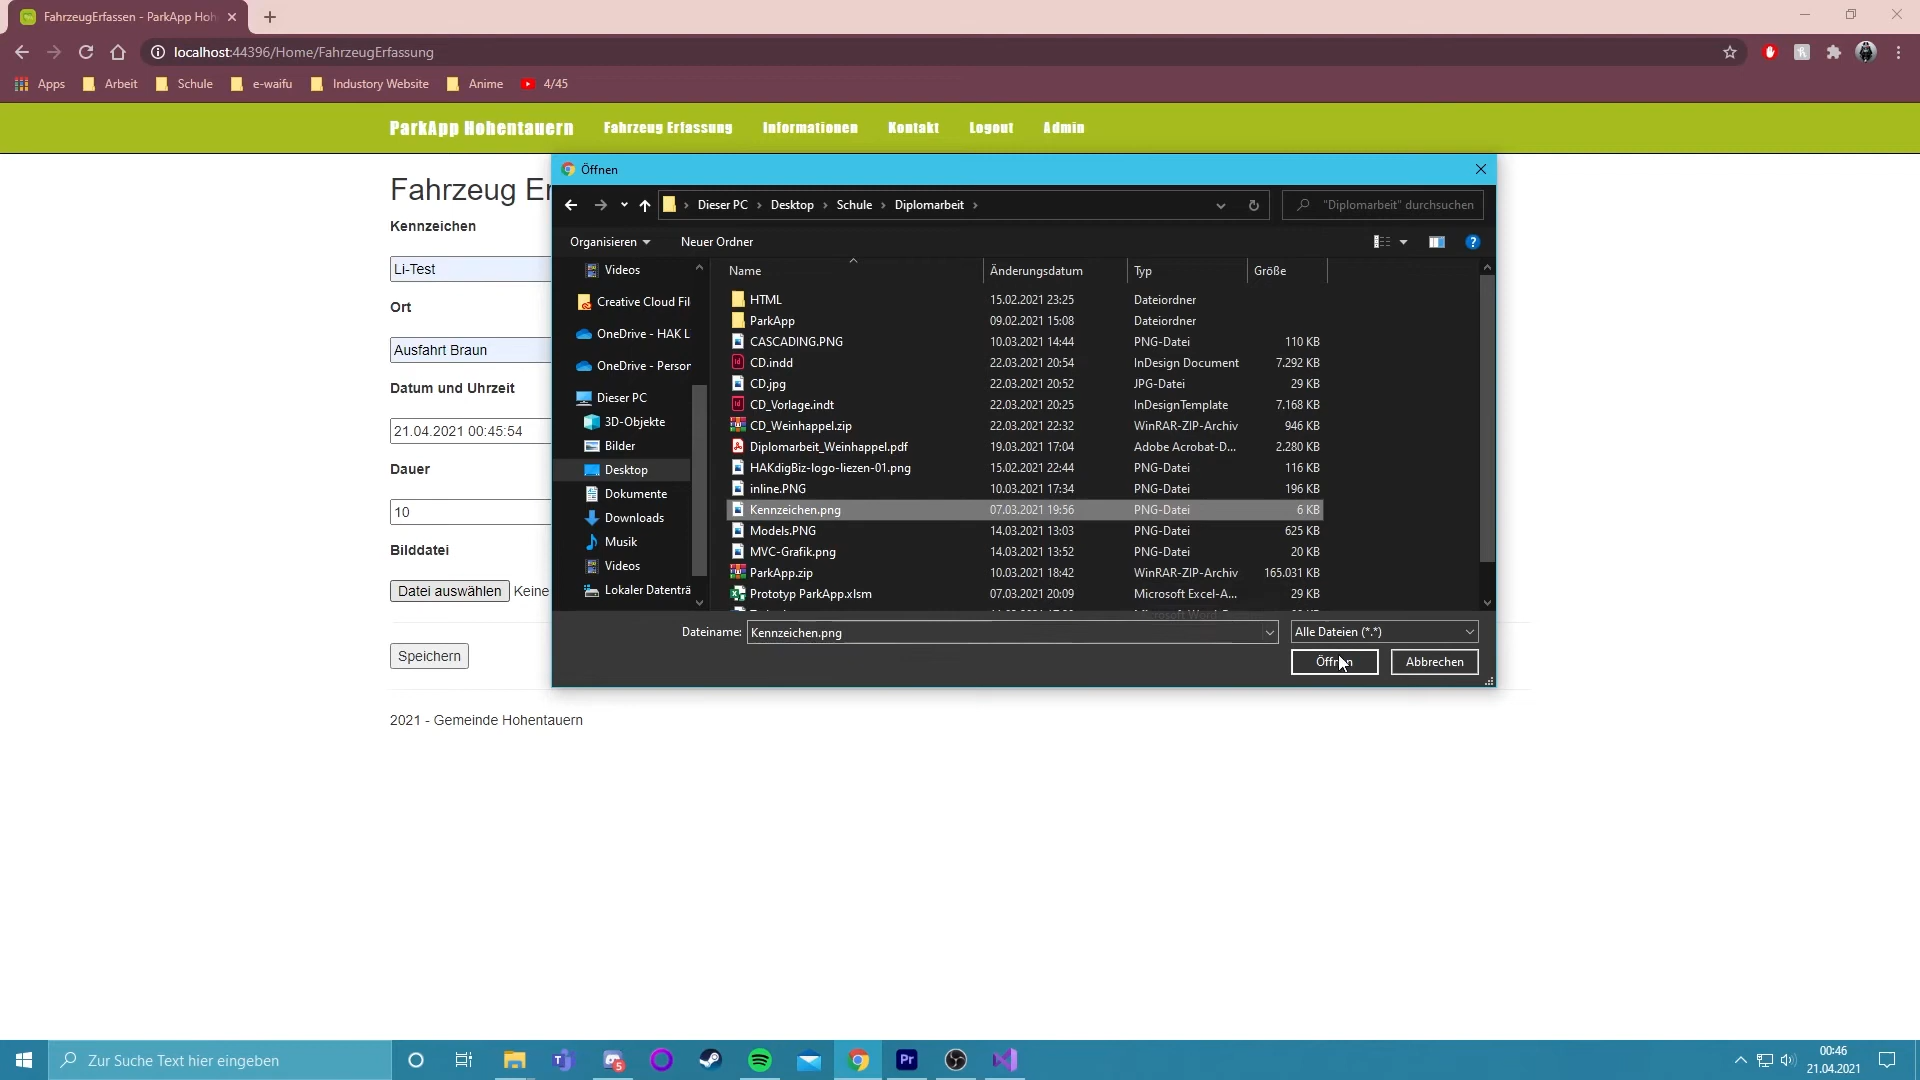 FahrzeugErfassen - ParkApp Hoh
localhost:44396/Home/FahrzeugErfassung
Apps
Arbeit
Schule
e-waifu
Industory Website
Anime
4/45
ParkApp Hohentauern
Fahrzeug Erfassung
Informationen
Kontakt
Logout
Admin
Fahrzeug Er
Kennzeichen
Li-Test
Ort
Ausfahrt Braun
Datum und Uhrzeit
21.04.2021 00:45:54
Dauer
10
Bilddatei
Datei auswählen Keine
Speichern
2021 - Gemeinde Hohentauern
Öffnen
Dieser PC › Desktop › Schule › Diplomarbeit ›
"Diplomarbeit" durchsuchen
Organisieren
Neuer Ordner
Videos
Creative Cloud Fil
OneDrive - HAK L
OneDrive - Person
Dieser PC
3D-Objekte
Bilder
Desktop
Dokumente
Downloads
Musik
Videos
Lokaler Datenträ
Name Änderungsdatum Typ Größe
HTML 15.02.2021 23:25 Dateiordner
ParkApp 09.02.2021 15:08 Dateiordner
CASCADING.PNG 10.03.2021 14:44 PNG-Datei 110 KB
CD.indd 22.03.2021 20:54 InDesign Document 7.292 KB
CD.jpg 22.03.2021 20:52 JPG-Datei 29 KB
CD_Vorlage.indt 22.03.2021 20:25 InDesignTemplate 7.168 KB
CD_Weinhappel.zip 22.03.2021 22:32 WinRAR-ZIP-Archiv 946 KB
Diplomarbeit_Weinhappel.pdf 19.03.2021 17:04 Adobe Acrobat-D... 2.280 KB
HAKdigBiz-logo-liezen-01.png 15.02.2021 22:44 PNG-Datei 116 KB
inline.PNG 10.03.2021 17:34 PNG-Datei 196 KB
Kennzeichen.png 07.03.2021 19:56 PNG-Datei 6 KB
Models.PNG 14.03.2021 13:03 PNG-Datei 625 KB
MVC-Grafik.png 14.03.2021 13:52 PNG-Datei 20 KB
ParkApp.zip 10.03.2021 18:42 WinRAR-ZIP-Archiv 165.031 KB
Prototyp ParkApp.xlsm 07.03.2021 20:09 Microsoft Excel-A... 29 KB
Dateiname: Kennzeichen.png
Alle Dateien (*.*)
Öffnen
Abbrechen
Zur Suche Text hier eingeben
5
Pr
00:46
21.04.2021